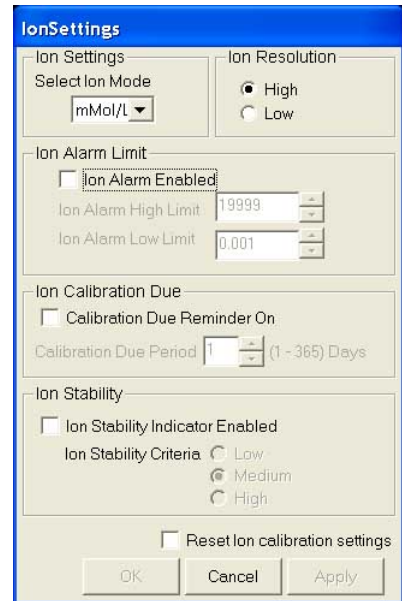 IonSettings
Ion Settings
Select Ion Mode
mMol/L
Ion Resolution
High
Low
Ion Alarm Limit
Ion Alarm Enabled
Ion Alarm High Limit 19999
Ion Alarm Low Limit 0.001
Ion Calibration Due
Calibration Due Reminder On
Calibration Due Period 1 (1 - 365) Days
Ion Stability
Ion Stability Indicator Enabled
Ion Stability Criteria Low
Medium
High
Reset Ion calibration settings
OK Cancel Apply